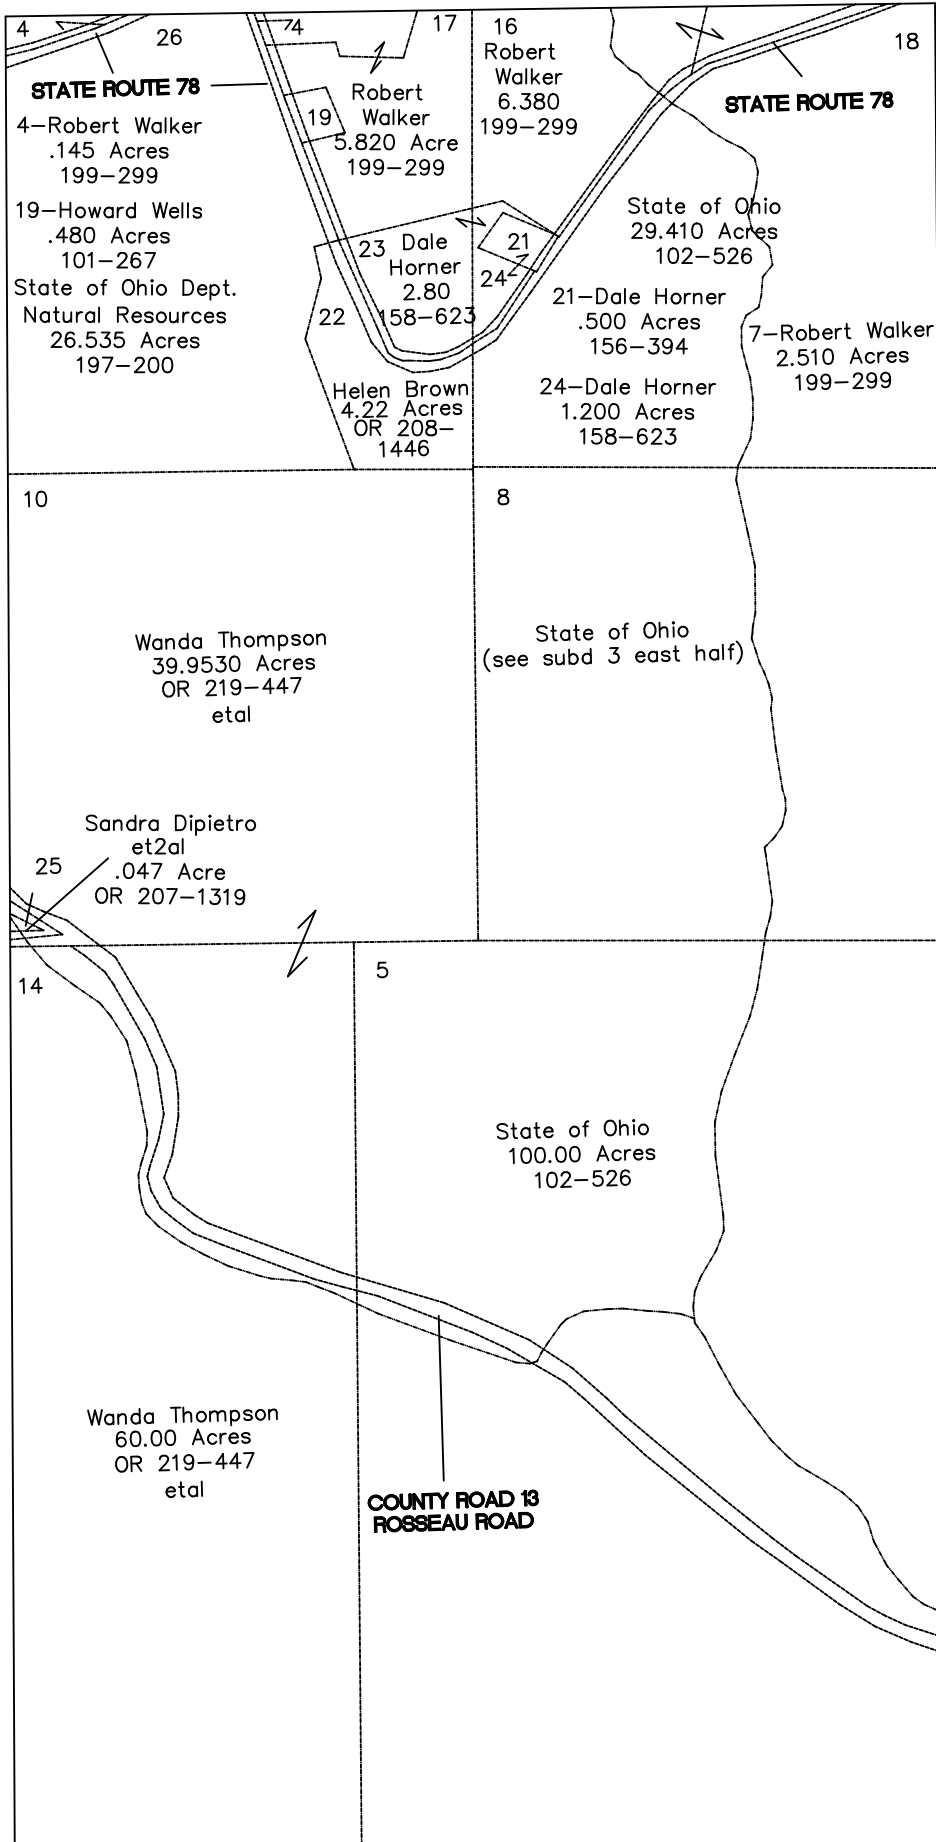 4
26
STATE ROUTE 78
4
17
16
18
STATE ROUTE 78
4–Robert Walker
.145 Acres
199–299
19
Robert
Walker
5.820 Acre
199–299
Robert
Walker
6.380
199–299
19–Howard Wells
.480 Acres
101–267
State of Ohio Dept.
Natural Resources
26.535 Acres
197–200
22
23
Dale
Horner
2.80
158–623
21
24
State of Ohio
29.410 Acres
102–526
21–Dale Horner
.500 Acres
156–394
24–Dale Horner
1.200 Acres
158–623
7–Robert Walker
2.510 Acres
199–299
Helen Brown
4.22 Acres
OR 208–
1446
10
8
Wanda Thompson
39.9530 Acres
OR 219–447
etal
State of Ohio
(see subd 3 east half)
Sandra Dipietro
et2al
.047 Acre
OR 207–1319
25
14
5
State of Ohio
100.00 Acres
102–526
Wanda Thompson
60.00 Acres
OR 219–447
etal
COUNTY ROAD 13
ROSSEAU ROAD